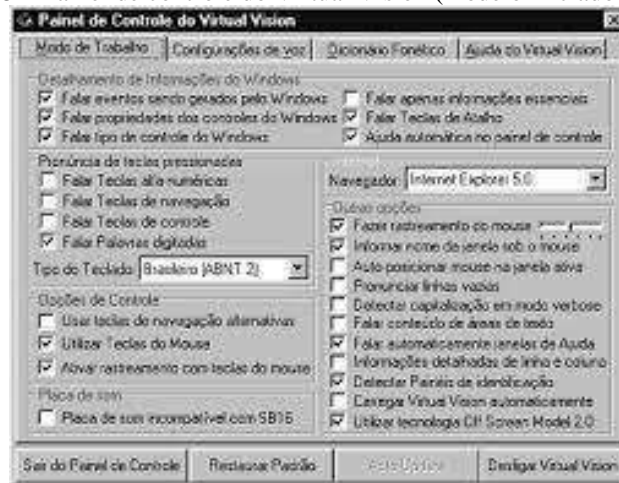 Painel de Controle do Virtual Vision
Modo de Trabalho
Configurações de voz
Dicionário Fonético
Ajuda do Virtual Vision
Detalhamento de Informações do Windows
Falar eventos sendo gerados pelo Windows
Falar apenas informações essenciais
Falar propriedades dos controles do Windows
Falar Teclas de Atalho
Falar tipo de controle do Windows
Ajuda automática no painel de controle
Pronúncia de teclas pressionadas
Falar Teclas alfa numéricas
Falar Teclas de navegação
Falar Teclas de controle
Falar Palavras digitadas
Tipo de Teclado Brasileiro (ABNT 2)
Opções de Controle
Usar teclas de navegação alternativas
Utilizar Teclas do Mouse
Ativar rastreamento com teclas do mouse
Placa de som
Placa de som incompatível com SB16
Navegador Internet Explorer 5.0
Outras opções
Fazer rastreamento do mouse
Informar nome da janela sob o mouse
Auto posicionar mouse na janela ativa
Pronunciar linhas vazias
Detectar capitalização em modo verbose
Falar conteúdo de áreas de texto
Falar automaticamente janelas de Ajuda
Informações detalhadas de linha e coluna
Detectar Painéis de identificação
Carregar Virtual Vision automaticamente
Utilizar tecnologia Off Screen Model 2.0
Sair do Painel de Controle
Restaurar Padrão
Desligar Virtual Vision